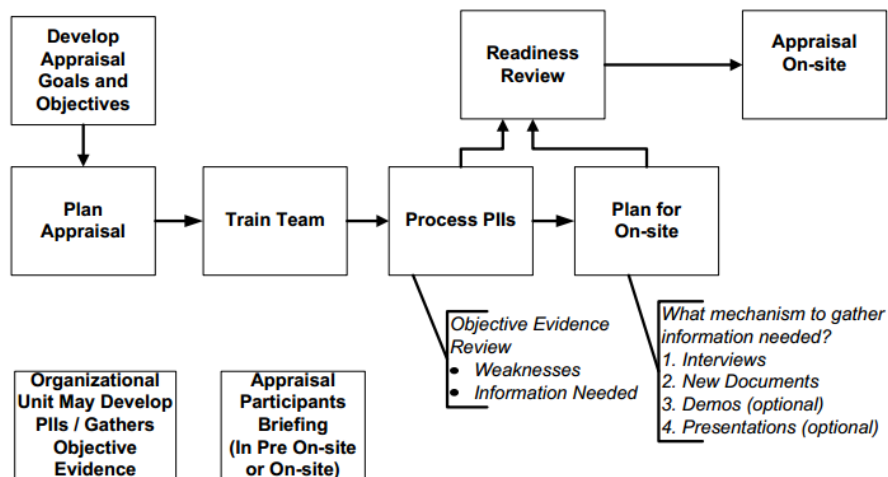 Develop
Appraisal
Goals and
Objectives
Readiness
Review
Appraisal
On-site
Plan
Appraisal
Train Team
Process PIIs
Plan for
On-site
Objective Evidence
Review
• Weaknesses
• Information Needed
What mechanism to gather
information needed?
1. Interviews
2. New Documents
3. Demos (optional)
4. Presentations (optional)
Organizational
Unit May Develop
PIIs / Gathers
Objective
Evidence
Appraisal
Participants
Briefing
(In Pre On-site
or On-site)